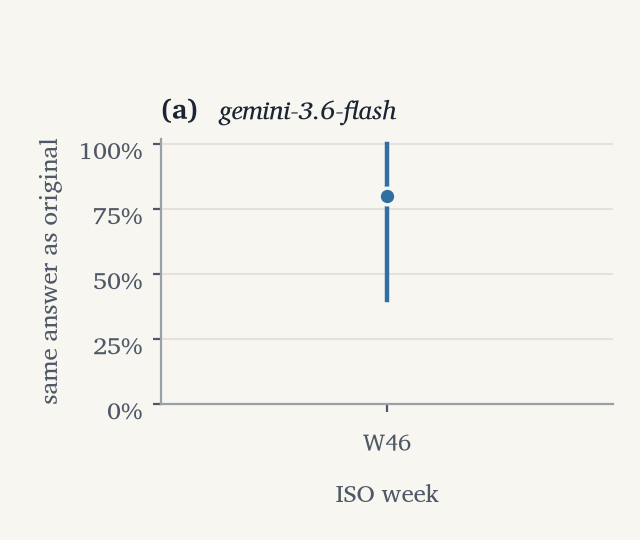 (a) gemini-3.6-flash
same answer as original
100%
75%
50%
25%
0%
W46
ISO week